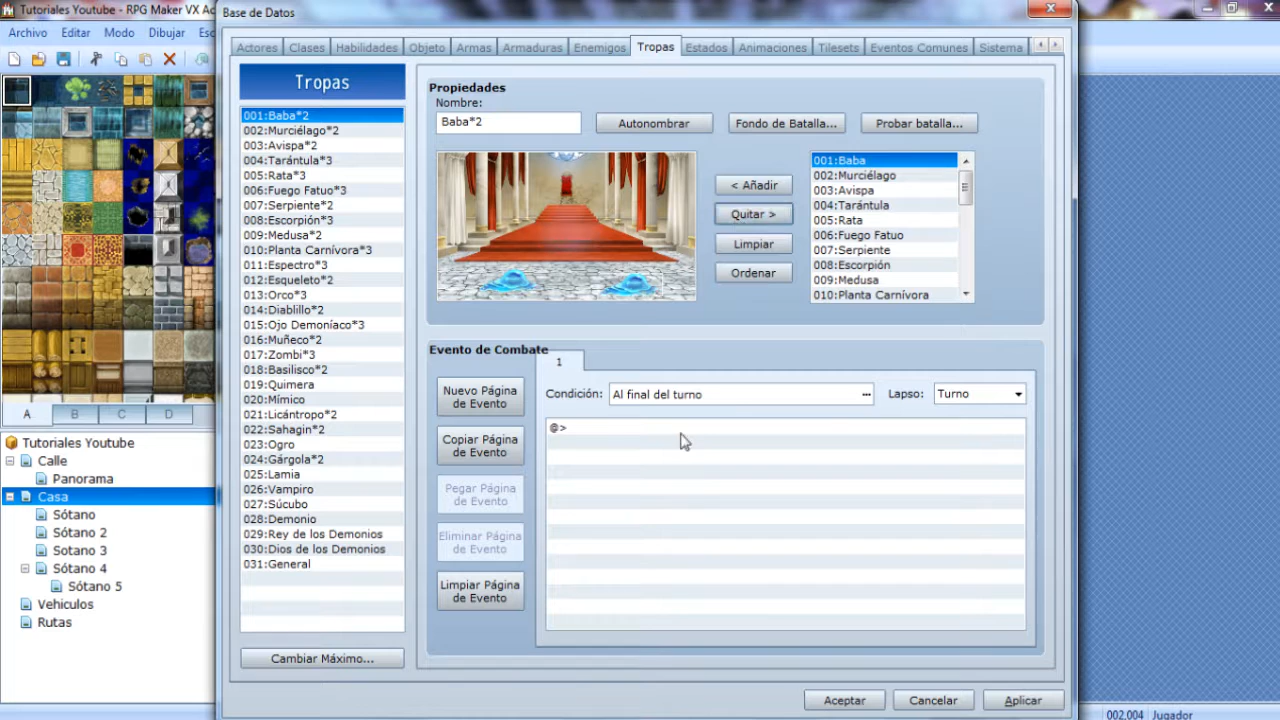 Tutoriales Youtube - RPG Maker VX Ac
Base de Datos
Archivo Editar Modo Dibujar Esc
Actores Clases Habilidades Objeto Armas Armaduras Enemigos Tropas Estados Animaciones Tilesets Eventos Comunes Sistema
Tropas
001:Baba*2
002:Murciélago*2
003:Avispa*2
004:Tarántula*3
005:Rata*3
006:Fuego Fatuo*3
007:Serpiente*2
008:Escorpión*3
009:Medusa*2
010:Planta Carnívora*3
011:Espectro*3
012:Esqueleto*2
013:Orco*3
014:Diablillo*2
015:Ojo Demoníaco*3
016:Muñeco*2
017:Zombi*3
018:Basilisco*2
019:Quimera
020:Mímico
021:Licántropo*2
022:Sahagin*2
023:Ogro
024:Gárgola*2
025:Lamia
026:Vampiro
027:Súcubo
028:Demonio
029:Rey de los Demonios
030:Dios de los Demonios
031:General
Cambiar Máximo...
Propiedades
Nombre:
Baba*2
Autonombrar
Fondo de Batalla...
Probar batalla...
< Añadir
Quitar >
Limpiar
Ordenar
001:Baba
002:Murciélago
003:Avispa
004:Tarántula
005:Rata
006:Fuego Fatuo
007:Serpiente
008:Escorpión
009:Medusa
010:Planta Carnívora
Evento de Combate
1
Nuevo Página
de Evento
Copiar Página
de Evento
Pegar Página
de Evento
Eliminar Página
de Evento
Limpiar Página
de Evento
Condición: Al final del turno ... Lapso: Turno
@>
A B C D
Tutoriales Youtube
Calle
Panorama
Casa
Sótano
Sótano 2
Sotano 3
Sótano 4
Sótano 5
Vehiculos
Rutas
Aceptar Cancelar Aplicar
002,004 Jugador